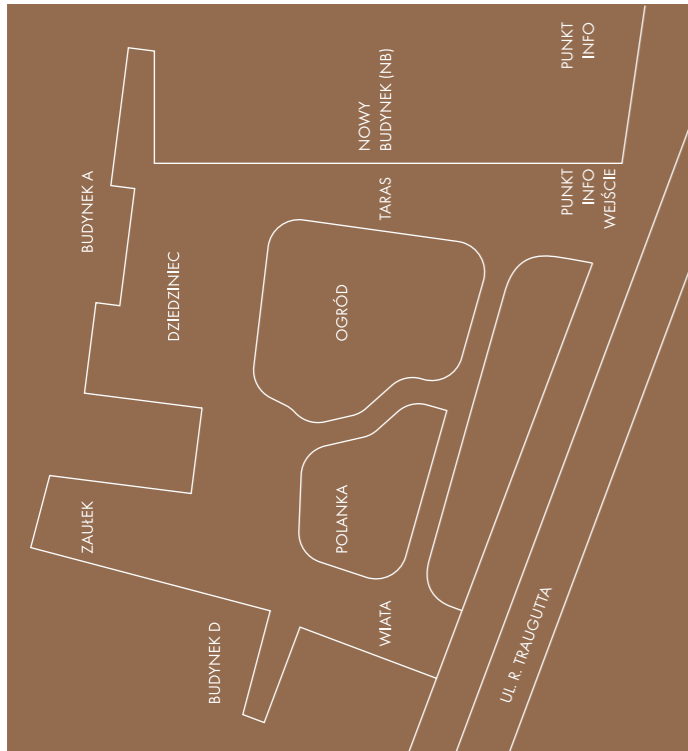 BUDYNEK D
ZAUŁEK
BUDYNEK A
DZIEDZINIEC
WIATA
POLANKA
OGRÓD
TARAS
NOWY
BUDYNEK (NB)
UL. R. TRAUGUTTA
PUNKT
INFO
WEJŚCIE
PUNKT
INFO